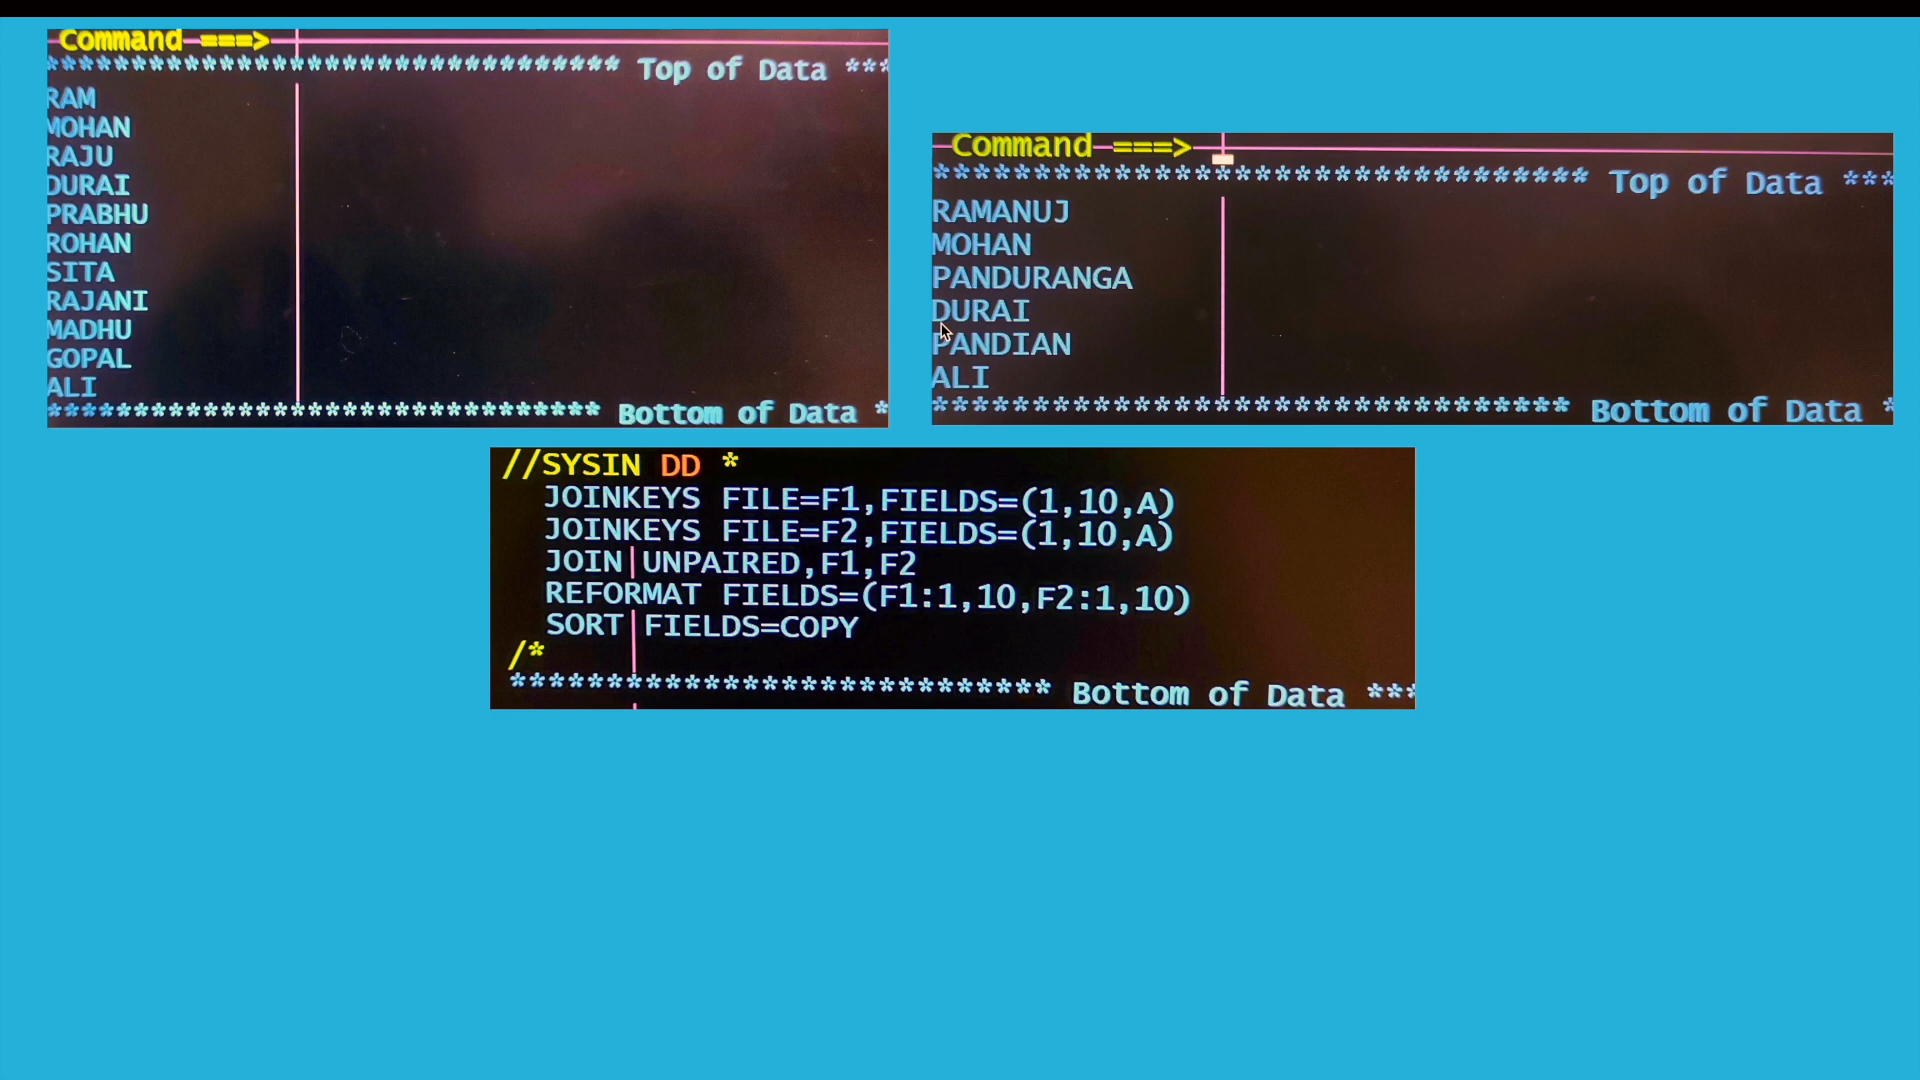 Command ===>
******************************** Top of Data ***
RAM
MOHAN
RAJU
DURAI
PRABHU
ROHAN
SITA
RAJANI
MADHU
GOPAL
ALI
******************************** Bottom of Data *
Command ===>
********************************* Top of Data ***
RAMANUJ
MOHAN
PANDURANGA
DURAI
PANDIAN
ALI
******************************** Bottom of Data *
//SYSIN DD *
JOINKEYS FILE=F1,FIELDS=(1,10,A)
JOINKEYS FILE=F2,FIELDS=(1,10,A)
JOIN UNPAIRED,F1,F2
REFORMAT FIELDS=(F1:1,10,F2:1,10)
SORT FIELDS=COPY
/*
**************************** Bottom of Data ***